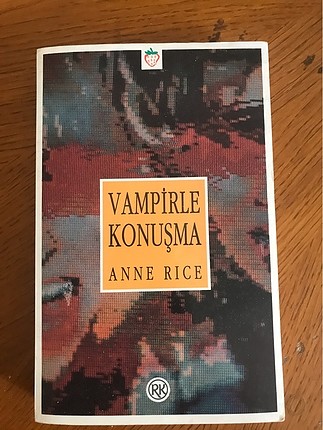 VAMPİRLE
KONUŞMA
ANNE RICE
RK